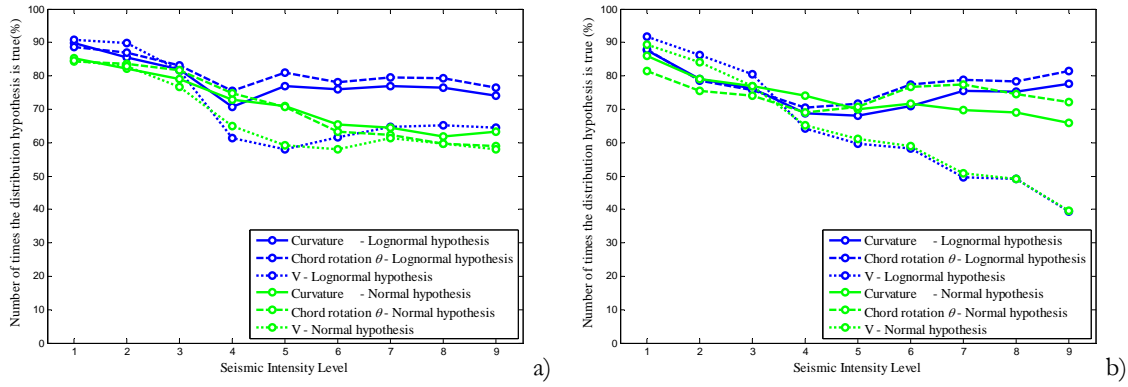 Number of times the distribution hypothesis is true(%)
100
90
80
70
60
50
40
30
20
10
0
1 2 3 4 5 6 7 8 9
Seismic Intensity Level
Curvature - Lognormal hypothesis
Chord rotation θ - Lognormal hypothesis
V - Lognormal hypothesis
Curvature - Normal hypothesis
Chord rotation θ - Normal hypothesis
V - Normal hypothesis
a)
Number of times the distribution hypothesis is true (%)
100
90
80
70
60
50
40
30
20
10
0
1 2 3 4 5 6 7 8 9
Seismic Intensity Level
Curvature - Lognormal hypothesis
Chord rotation θ - Lognormal hypothesis
V - Lognormal hypothesis
Curvature - Normal hypothesis
Chord rotation θ - Normal hypothesis
V - Normal hypothesis
b)